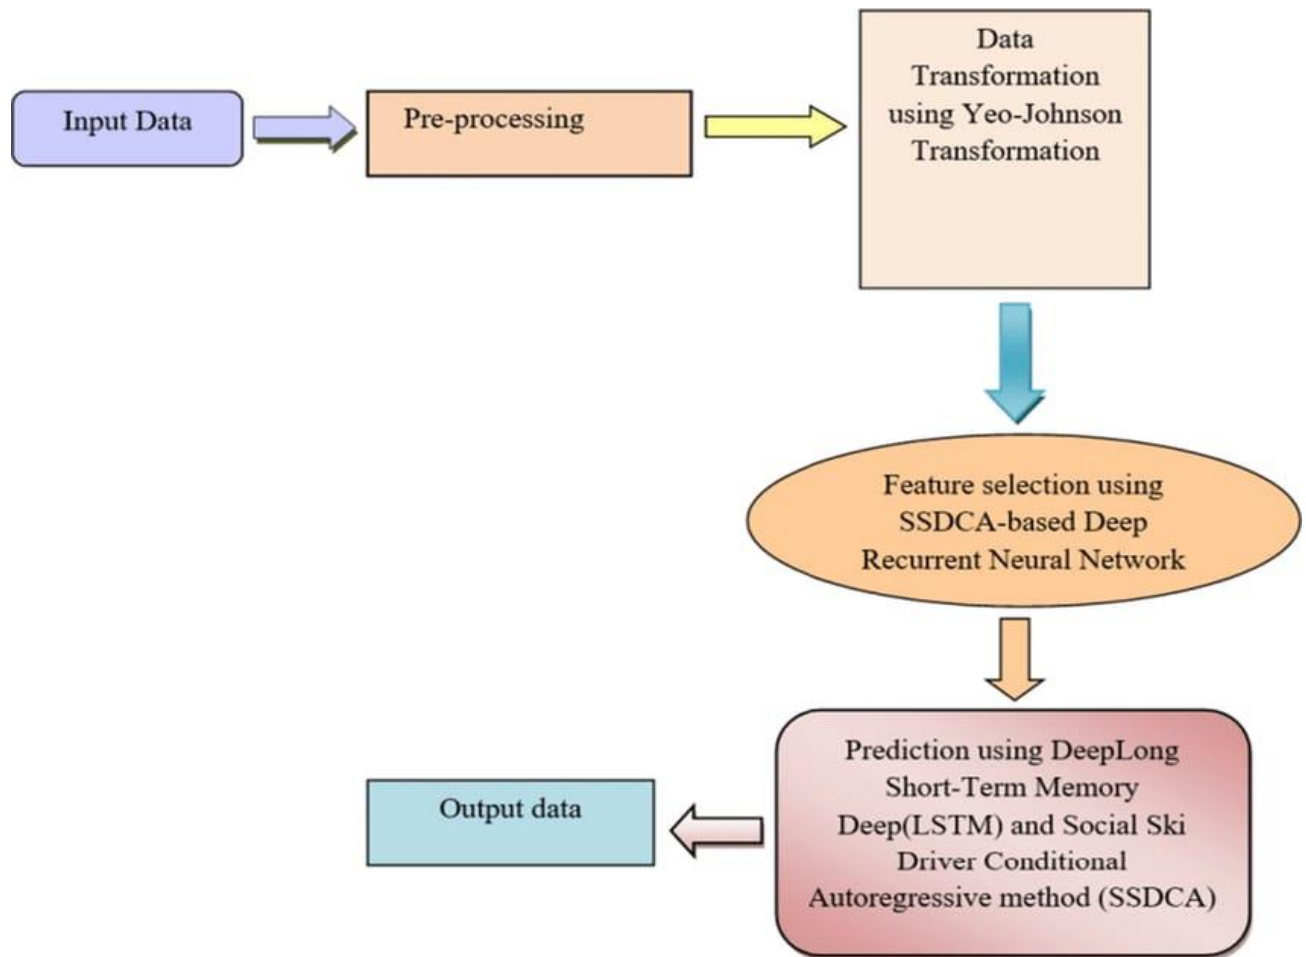 Input Data
Pre-processing
Data
Transformation
using Yeo-Johnson
Transformation
Feature selection using
SSDCA-based Deep
Recurrent Neural Network
Prediction using DeepLong
Short-Term Memory
Deep(LSTM) and Social Ski
Driver Conditional
Autoregressive method (SSDCA)
Output data